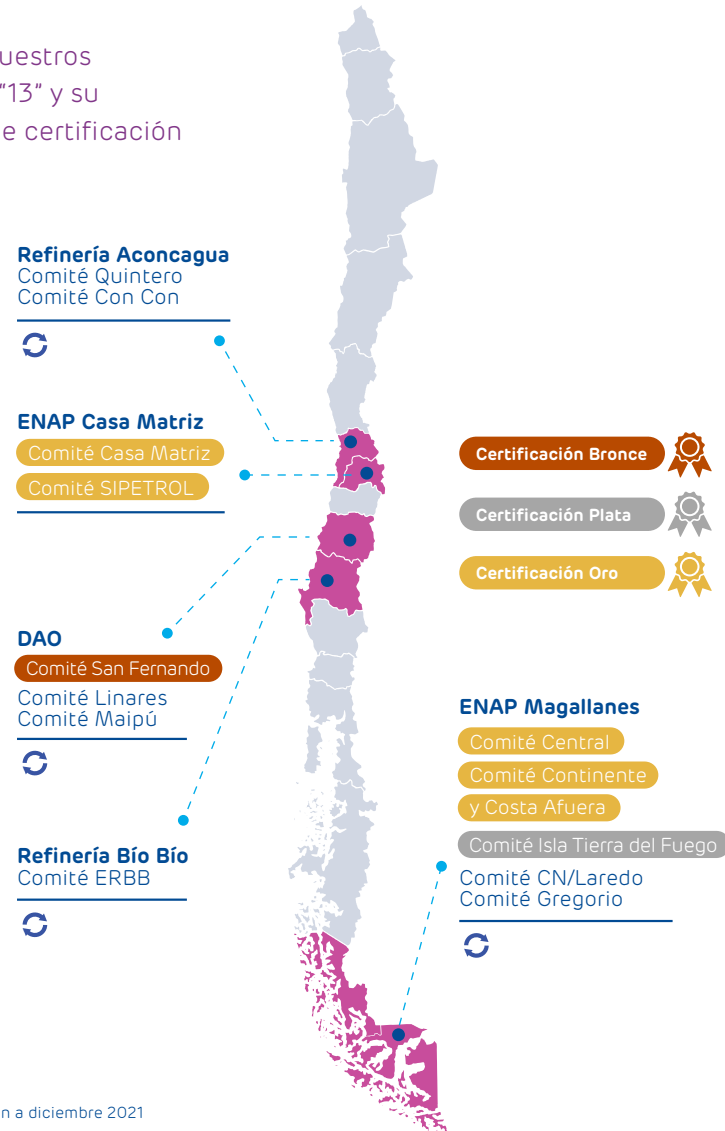 uestros
"13" y su
e certificación
Refinería Aconcagua
Comité Quintero
Comité Con Con
ENAP Casa Matriz
Comité Casa Matriz
Comité SIPETROL
DAO
Comité San Fernando
Comité Linares
Comité Maipú
Refinería Bío Bío
Comité ERBB
Certificación Bronce
Certificación Plata
Certificación Oro
ENAP Magallanes
Comité Central
Comité Continente
y Costa Afuera
Comité Isla Tierra del Fuego
Comité CN/Laredo
Comité Gregorio
n a diciembre 2021